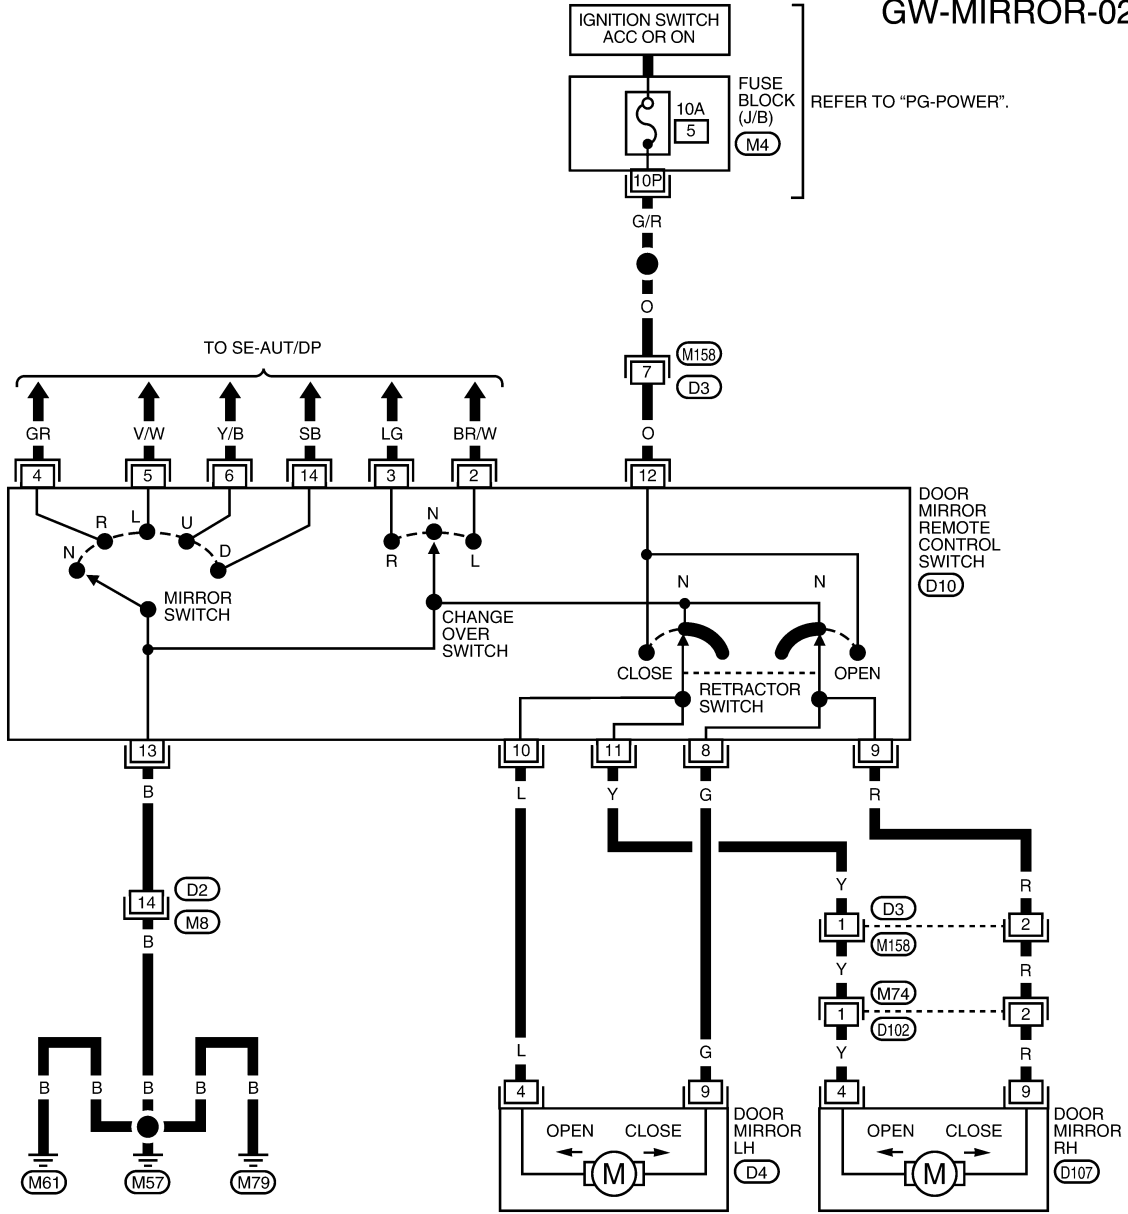 GW-MIRROR-02
IGNITION SWITCH
ACC OR ON
FUSE
BLOCK
(J/B)
M4
10A
5
REFER TO “PG-POWER”.
10P
G/R
O
M158
7
D3
O
TO SE-AUT/DP
GR
V/W
Y/B
SB
LG
BR/W
4
5
6
14
3
2
12
DOOR
MIRROR
REMOTE
CONTROL
SWITCH
D10
N
R
L
U
D
MIRROR
SWITCH
R
N
L
CHANGE
OVER
SWITCH
N
N
CLOSE
OPEN
RETRACTOR
SWITCH
13
10
11
8
9
B
L
Y
G
R
14
D2
M8
B
Y
R
1
D3
M158
2
Y
R
1
M74
D102
2
L
G
Y
R
B
B
B
B
B
M61
M57
M79
4
9
OPEN
CLOSE
M
DOOR
MIRROR
LH
D4
4
9
OPEN
CLOSE
M
DOOR
MIRROR
RH
D107